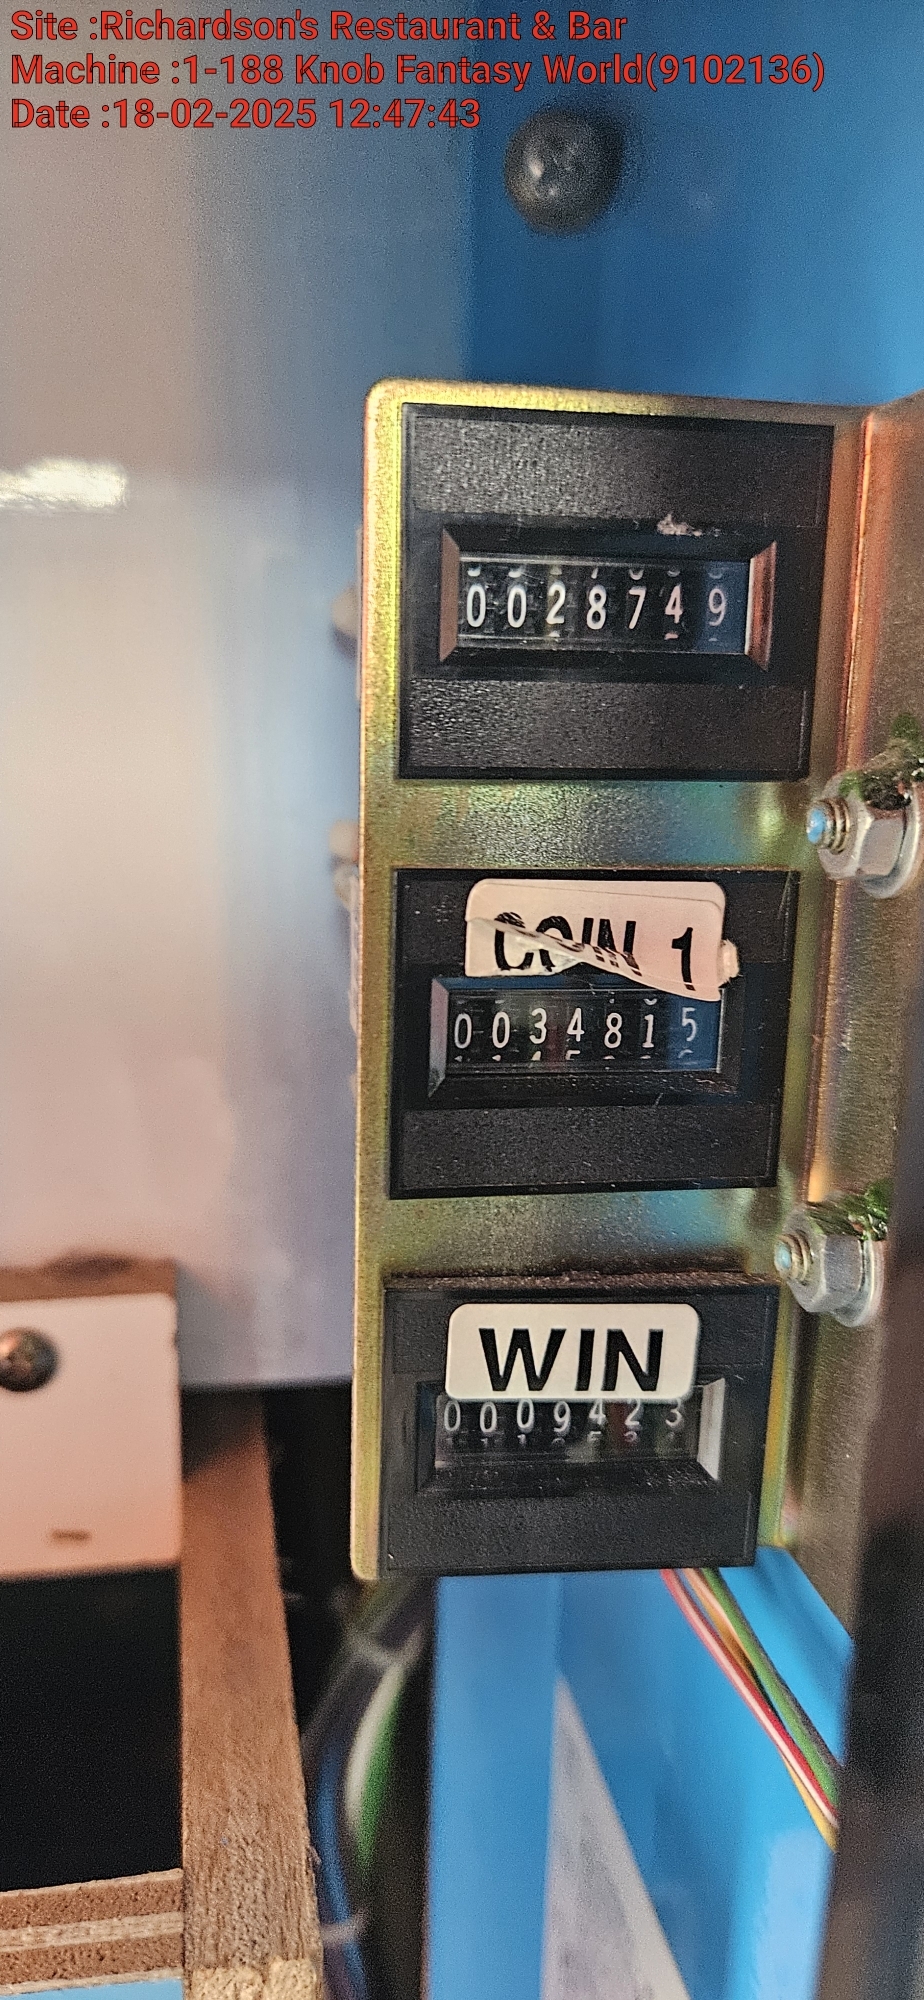 Site :Richardson's Restaurant & Bar
Machine :1-188 Knob Fantasy World(9102136)
Date :18-02-2025 12:47:43
0028749
COIN 1
0034815
WIN
0009423